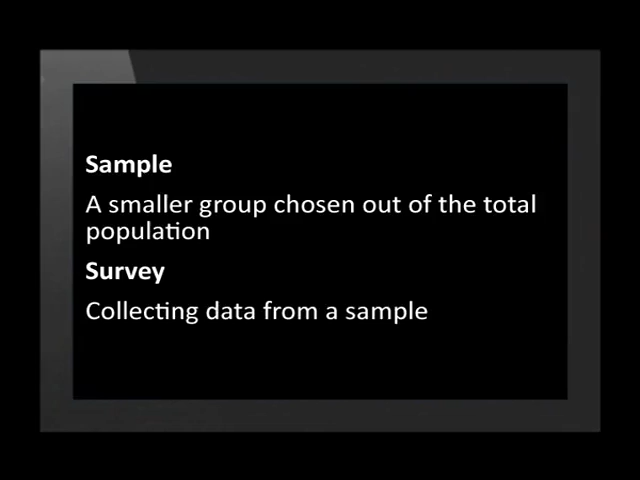 Sample
A smaller group chosen out of the total
population
Survey
Collecting data from a sample